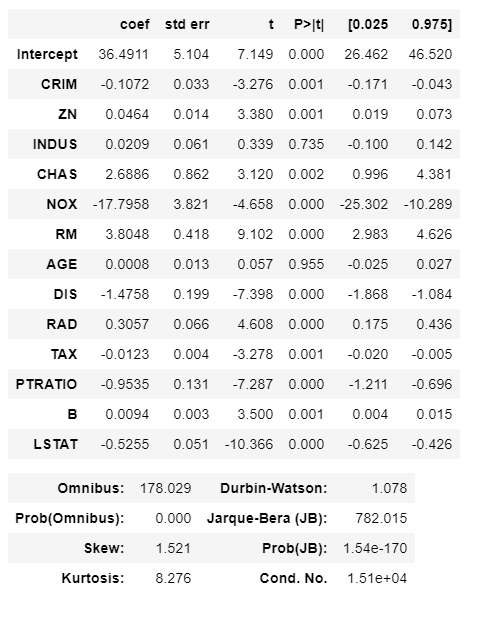 coef std err t P>|t| [0.025 0.975]
Intercept 36.4911 5.104 7.149 0.000 26.462 46.520
CRIM -0.1072 0.033 -3.276 0.001 -0.171 -0.043
ZN 0.0464 0.014 3.380 0.001 0.019 0.073
INDUS 0.0209 0.061 0.339 0.735 -0.100 0.142
CHAS 2.6886 0.862 3.120 0.002 0.996 4.381
NOX -17.7958 3.821 -4.658 0.000 -25.302 -10.289
RM 3.8048 0.418 9.102 0.000 2.983 4.626
AGE 0.0008 0.013 0.057 0.955 -0.025 0.027
DIS -1.4758 0.199 -7.398 0.000 -1.868 -1.084
RAD 0.3057 0.066 4.608 0.000 0.175 0.436
TAX -0.0123 0.004 -3.278 0.001 -0.020 -0.005
PTRATIO -0.9535 0.131 -7.287 0.000 -1.211 -0.696
B 0.0094 0.003 3.500 0.001 0.004 0.015
LSTAT -0.5255 0.051 -10.366 0.000 -0.625 -0.426
Omnibus: 178.029 Durbin-Watson: 1.078
Prob(Omnibus): 0.000 Jarque-Bera (JB): 782.015
Skew: 1.521 Prob(JB): 1.54e-170
Kurtosis: 8.276 Cond. No. 1.51e+04